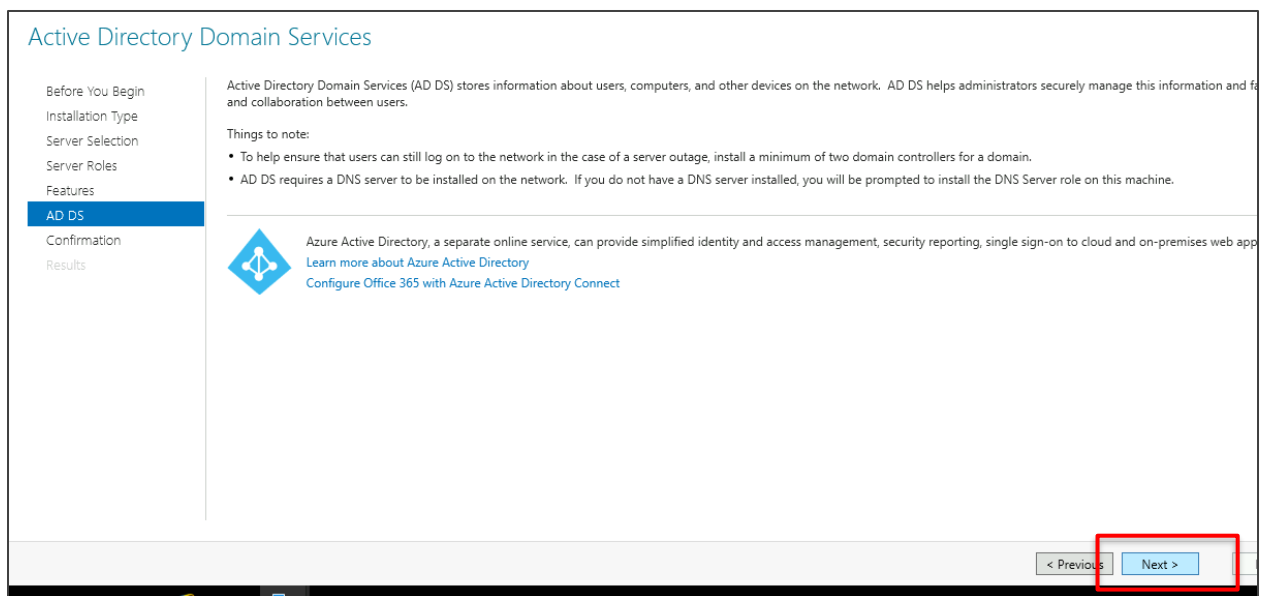 Active Directory Domain Services
Before You Begin
Installation Type
Server Selection
Server Roles
Features
AD DS
Confirmation
Results
Active Directory Domain Services (AD DS) stores information about users, computers, and other devices on the network.  AD DS helps administrators securely manage this information and
and collaboration between users.
Things to note:
• To help ensure that users can still log on to the network in the case of a server outage, install a minimum of two domain controllers for a domain.
• AD DS requires a DNS server to be installed on the network.  If you do not have a DNS server installed, you will be prompted to install the DNS Server role on this machine.
Azure Active Directory, a separate online service, can provide simplified identity and access management, security reporting, single sign-on to cloud and on-premises web app
Learn more about Azure Active Directory
Configure Office 365 with Azure Active Directory Connect
< Previous
Next >